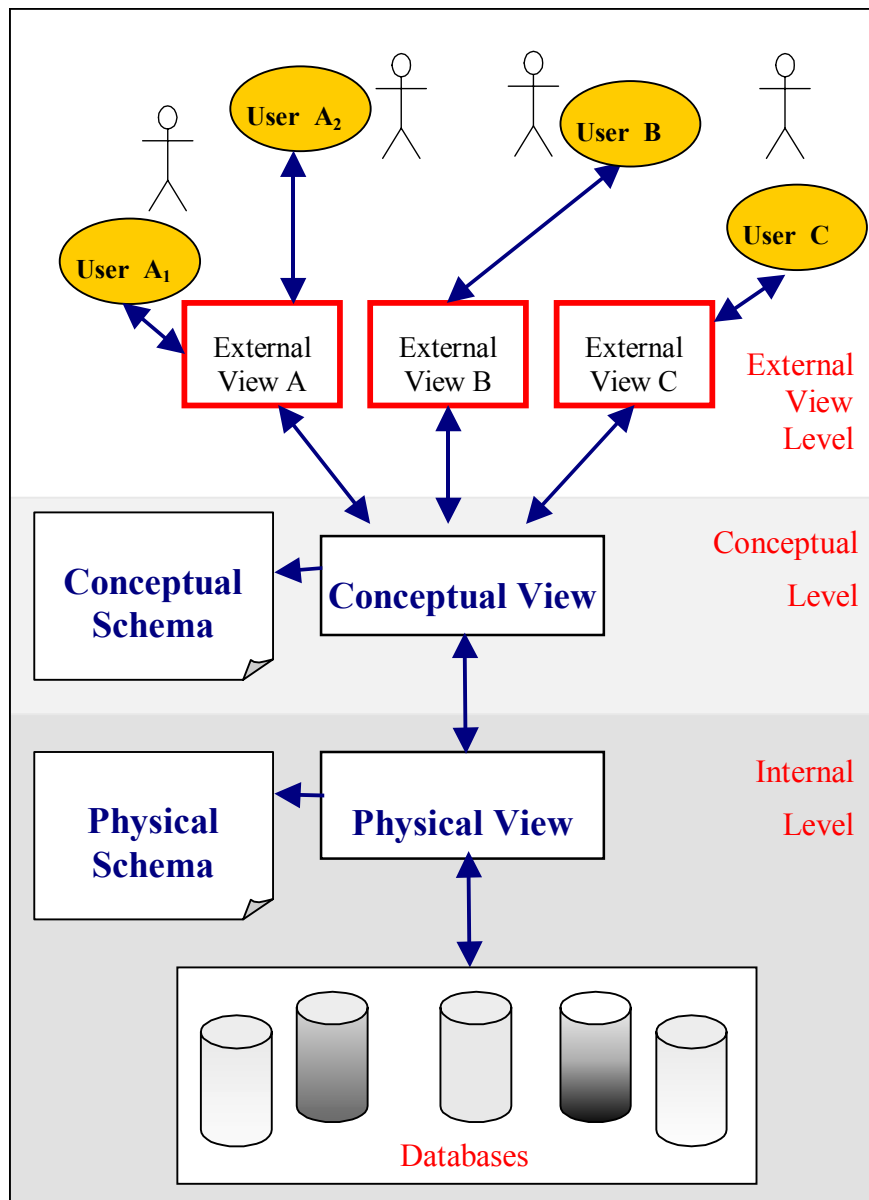 User A₂
User B
User A₁
User C
External
View A
External
View B
External
View C
External
View
Level
Conceptual
Schema
Conceptual View
Conceptual
Level
Physical
Schema
Physical View
Internal
Level
Databases